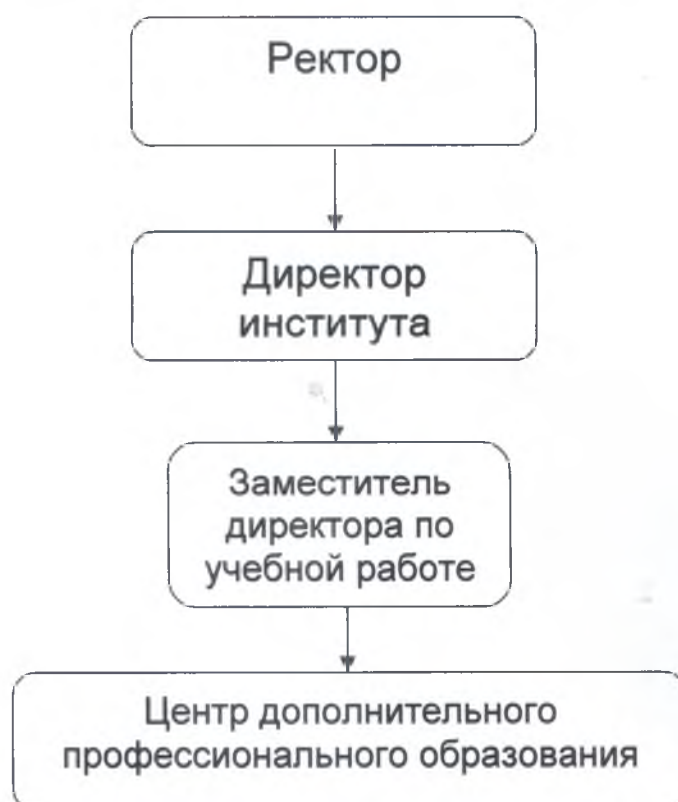 Ректор
Директор
института
Заместитель
директора по
учебной работе
Центр дополнительного
профессионального образования